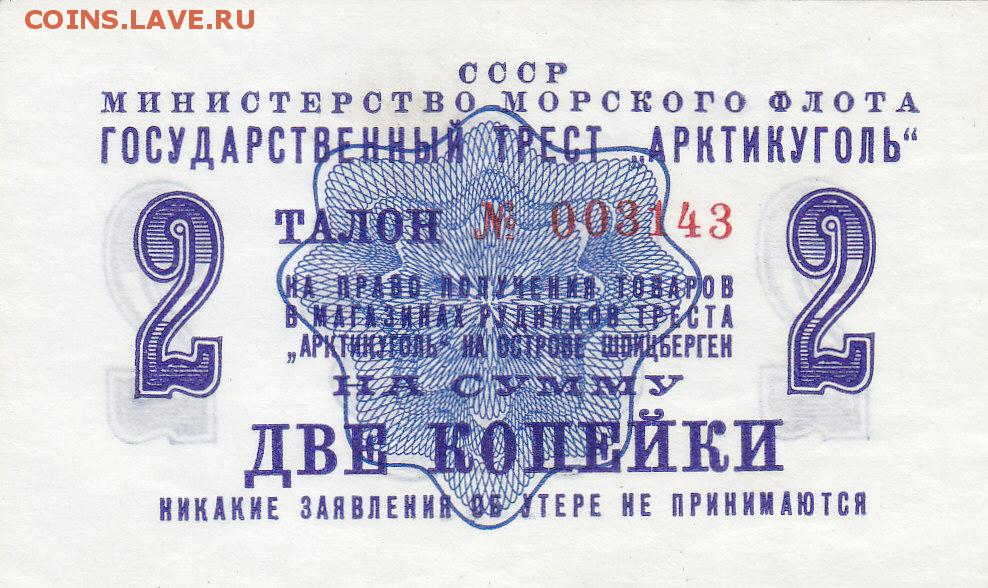 COINS.LAVE.RU
СССР
МИНИСТЕРСТВО МОРСКОГО ФЛОТА
ГОСУДАРСТВЕННЫЙ ТРЕСТ „АРКТИКУГОЛЬ“
2 ТАЛОН № 003143 2
НА ПРАВО ПОЛУЧЕНИЯ ТОВАРОВ
В МАГАЗИНАХ РУДНИКОВ ТРЕСТА
„АРКТИКУГОЛЬ“ НА ОСТРОВЕ ШПИЦБЕРГЕН
НА СУММУ
ДВЕ КОПЕЙКИ
НИКАКИЕ ЗАЯВЛЕНИЯ ОБ УТЕРЕ НЕ ПРИНИМАЮТСЯ